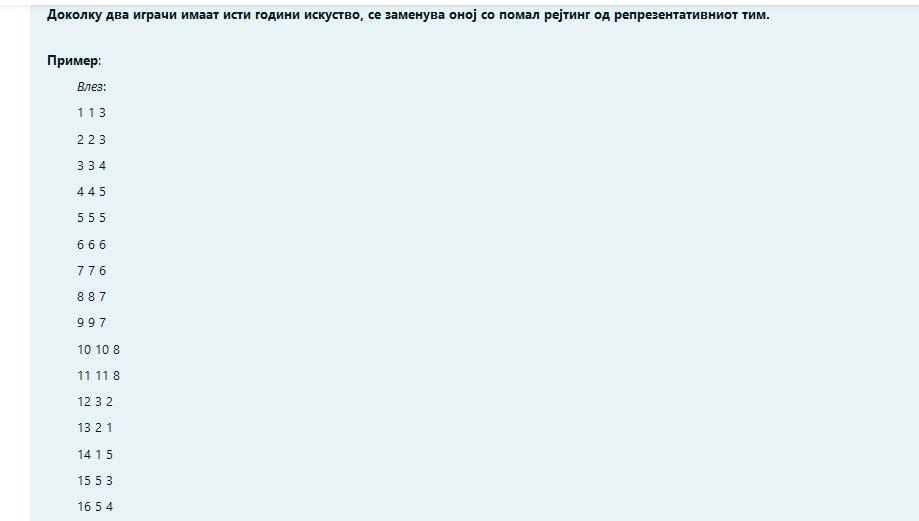 Доколку два играчи имаат исти години искуство, се заменува оној со помал рејтинг од репрезентативниот тим.
Пример:
Влез:
1 1 3
2 2 3
3 3 4
4 4 5
5 5 5
6 6 6
7 7 6
8 8 7
9 9 7
10 10 8
11 11 8
12 3 2
13 2 1
14 1 5
15 5 3
16 5 4